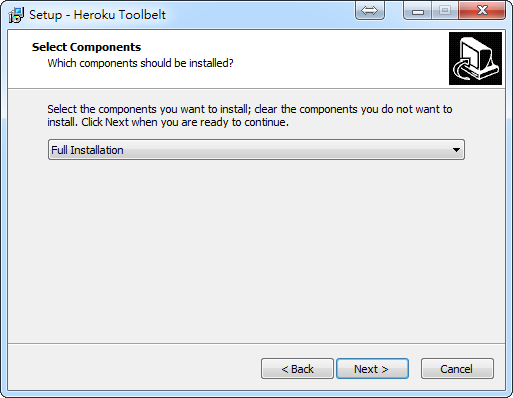 Setup - Heroku Toolbelt
Select Components
Which components should be installed?
Select the components you want to install; clear the components you do not want to
install. Click Next when you are ready to continue.
Full Installation
< Back
Next >
Cancel